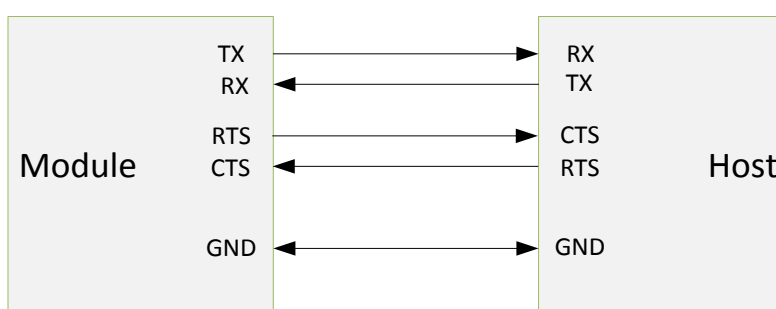 TX RX
RX TX
RTS CTS
Module CTS RTS Host
GND GND